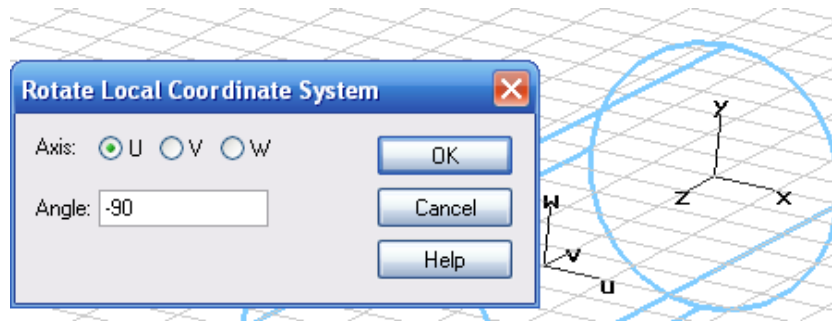 Rotate Local Coordinate System
Axis: U V W
OK
Angle: -90
Cancel
Help
y
z
x
w
v
u